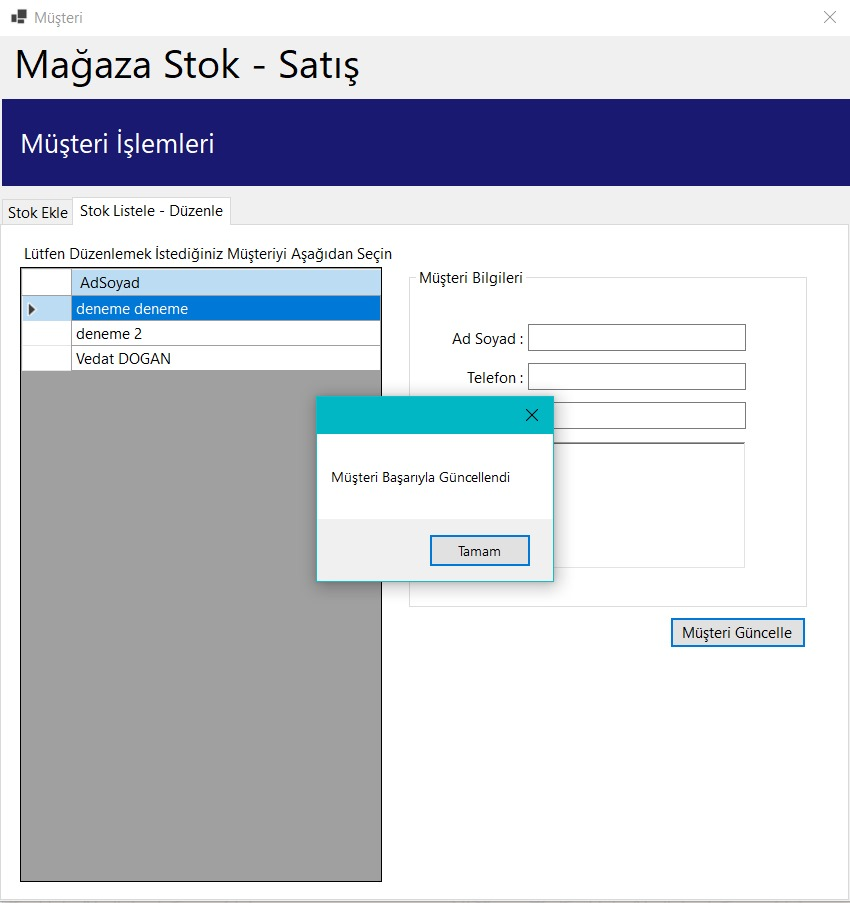 Müşteri
Mağaza Stok - Satış
Müşteri İşlemleri
Stok Ekle
Stok Listele - Düzenle
Lütfen Düzenlemek İstediğiniz Müşteriyi Aşağıdan Seçin
AdSoyad
deneme deneme
deneme 2
Vedat DOGAN
Müşteri Bilgileri
Ad Soyad :
Telefon :
Müşteri Başarıyla Güncellendi
Tamam
Müşteri Güncelle